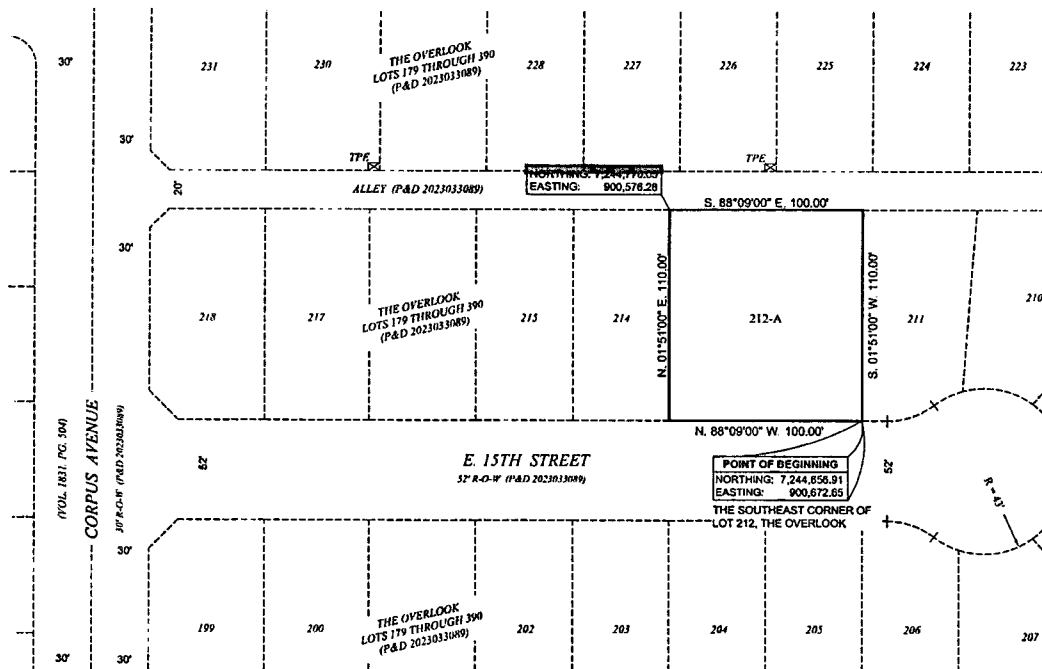 30'
231
230
THE OVERLOOK
LOTS 179 THROUGH 390
(P&D 2023033089)
228
227
226
225
224
223
30'
TPE
TPE
20'
ALLEY (P&D 2023033089)
NORTHING:
EASTING: 900,576.28
S. 88°09'00" E. 100.00'
30'
218
217
THE OVERLOOK
LOTS 179 THROUGH 390
(P&D 2023033089)
215
214
N. 01°51'00" E. 110.00'
212-A
S. 01°51'00" W. 110.00'
211
210
N. 88°09'00" W. 100.00'
(VOL. 1831, PG. 504)
CORPUS AVENUE
30' R-O-W (P&D 2023033089)
52'
E. 15TH STREET
52' R-O-W (P&D 2023033089)
POINT OF BEGINNING
NORTHING: 7,244,656.91
EASTING: 900,672.65
THE SOUTHEAST CORNER OF
LOT 212, THE OVERLOOK
52'
R = 43'
30'
199
200
THE OVERLOOK
LOTS 179 THROUGH 390
(P&D 2023033089)
202
203
204
205
206
207
30'
30'